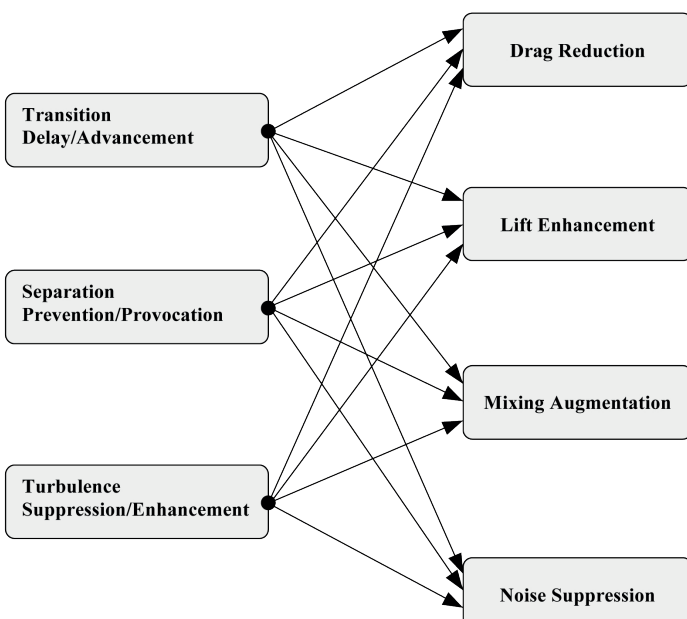 Transition
Delay/Advancement
Separation
Prevention/Provocation
Turbulence
Suppression/Enhancement
Drag Reduction
Lift Enhancement
Mixing Augmentation
Noise Suppression